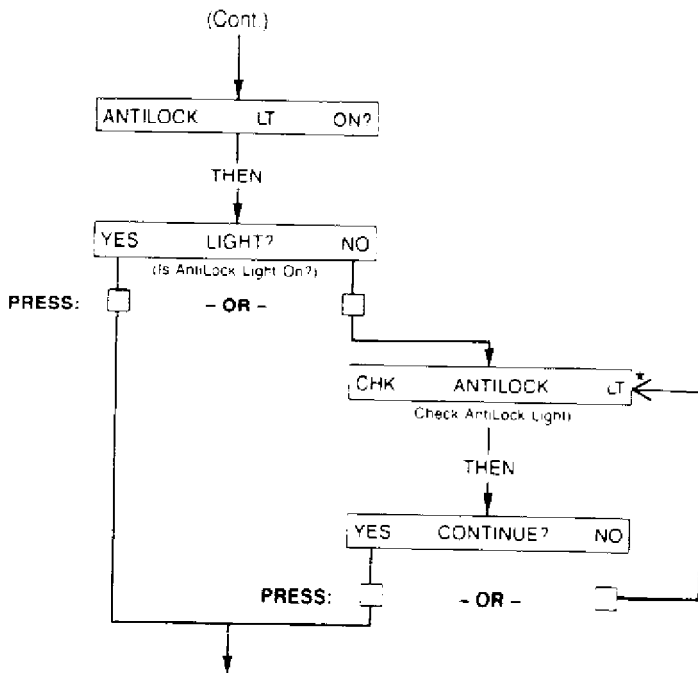 (Cont.)
ANTILOCK LT ON?
THEN
YES LIGHT? NO
(Is AntiLock Light On?)
PRESS: – OR –
CHK ANTILOCK LT *
Check AntiLock Light)
THEN
YES CONTINUE? NO
PRESS: – OR –